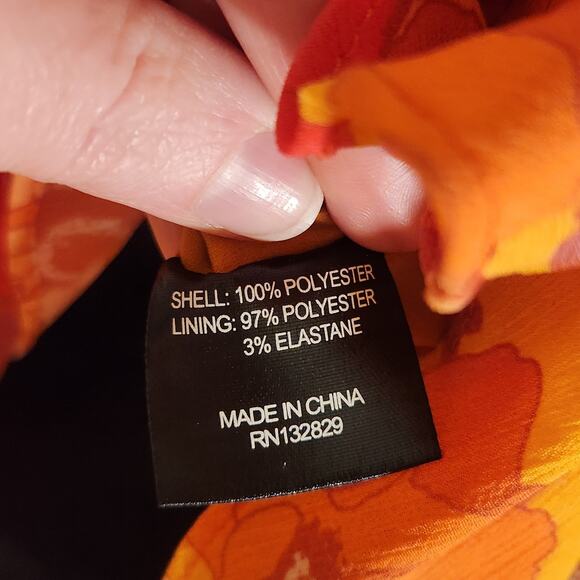 SHELL: 100% POLYESTER
LINING: 97% POLYESTER
3% ELASTANE
MADE IN CHINA
RN132829